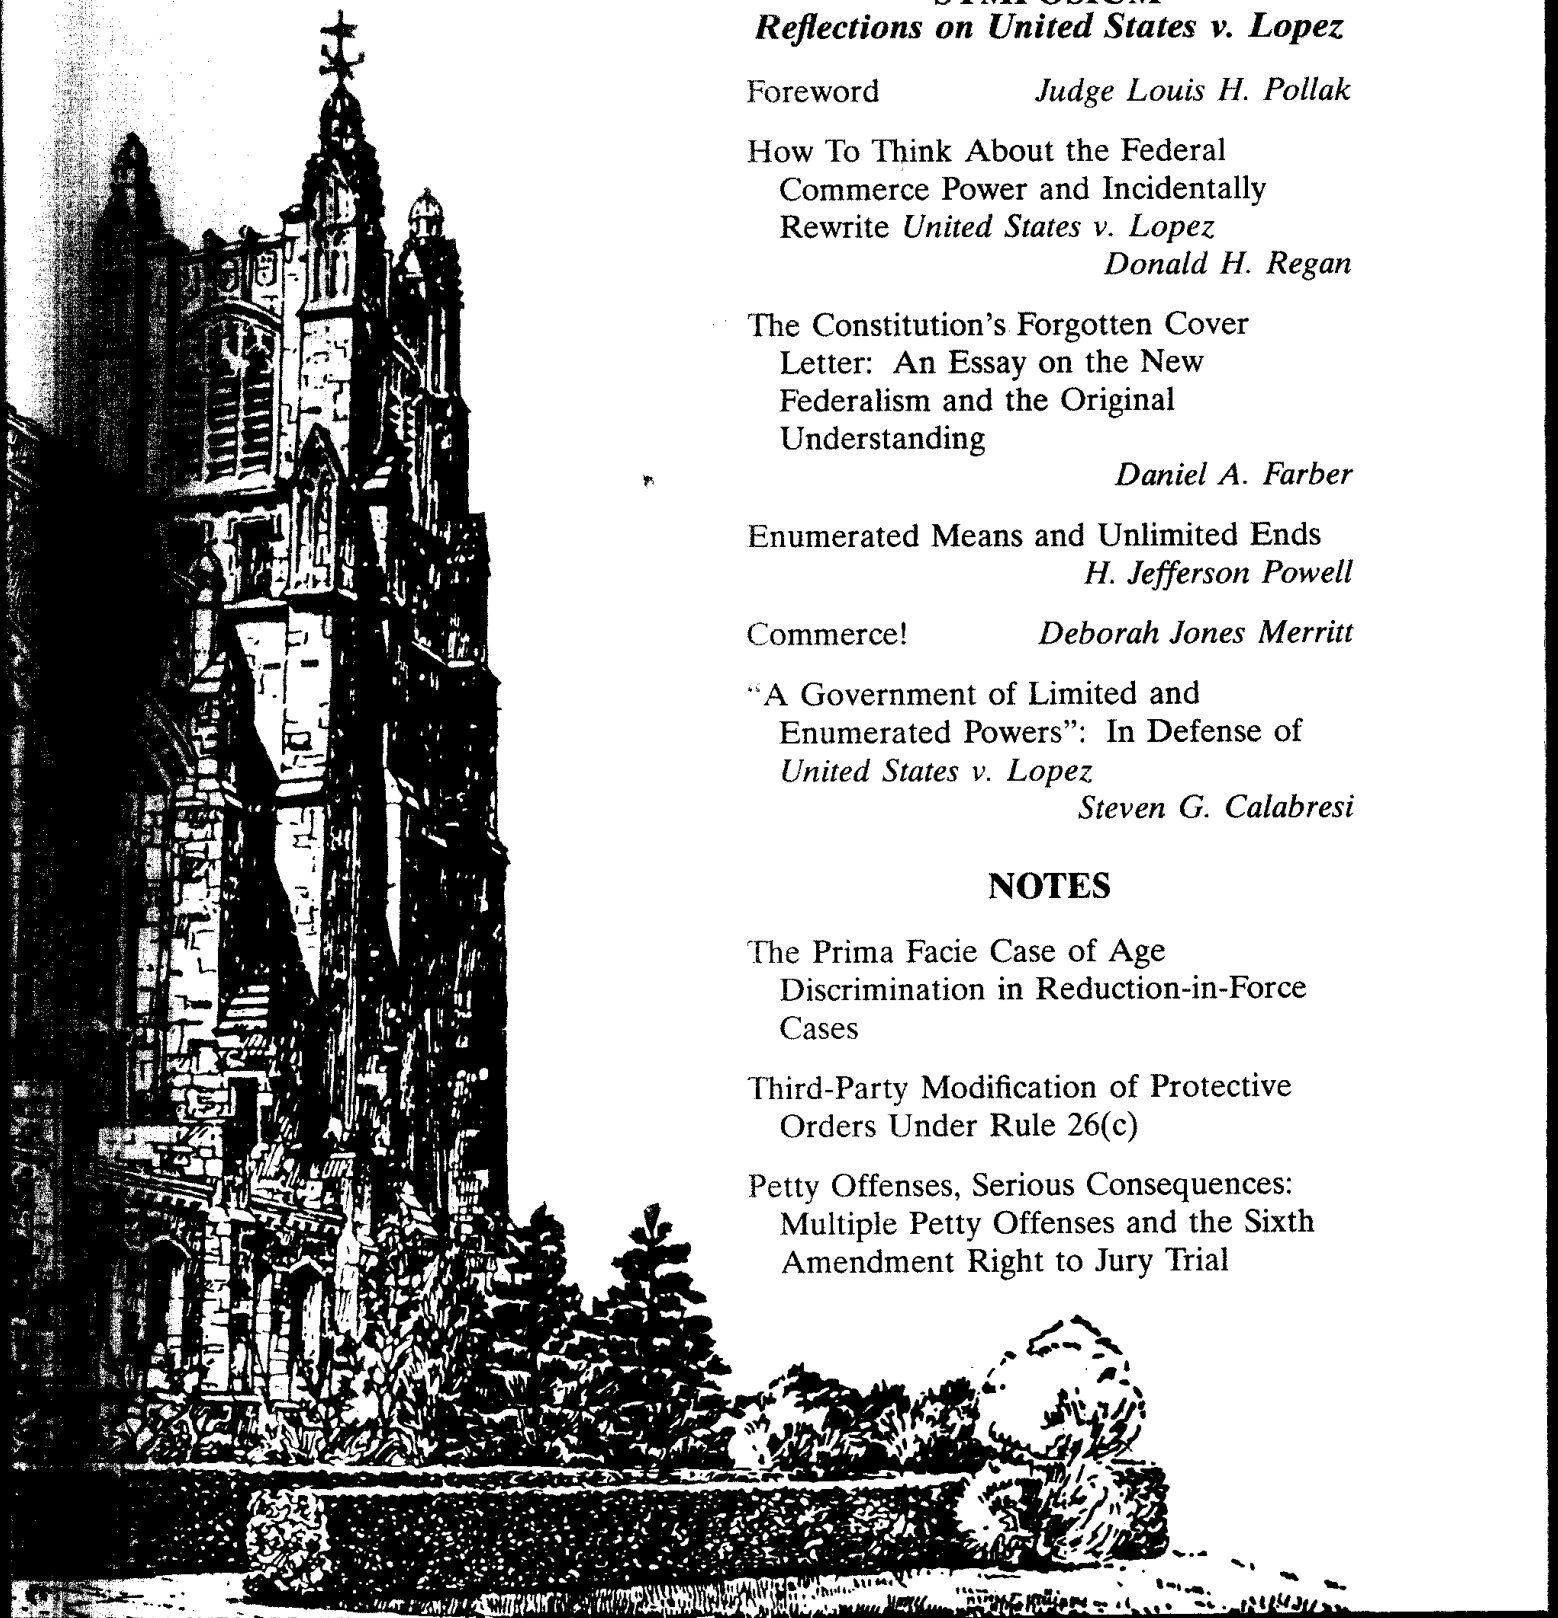 SYMPOSIUM
Reflections on United States v. Lopez
Foreword Judge Louis H. Pollak
How To Think About the Federal
Commerce Power and Incidentally
Rewrite United States v. Lopez
Donald H. Regan
The Constitution's Forgotten Cover
Letter: An Essay on the New
Federalism and the Original
Understanding
Daniel A. Farber
Enumerated Means and Unlimited Ends
H. Jefferson Powell
Commerce! Deborah Jones Merritt
"A Government of Limited and
Enumerated Powers": In Defense of
United States v. Lopez
Steven G. Calabresi
NOTES
The Prima Facie Case of Age
Discrimination in Reduction-in-Force
Cases
Third-Party Modification of Protective
Orders Under Rule 26(c)
Petty Offenses, Serious Consequences:
Multiple Petty Offenses and the Sixth
Amendment Right to Jury Trial